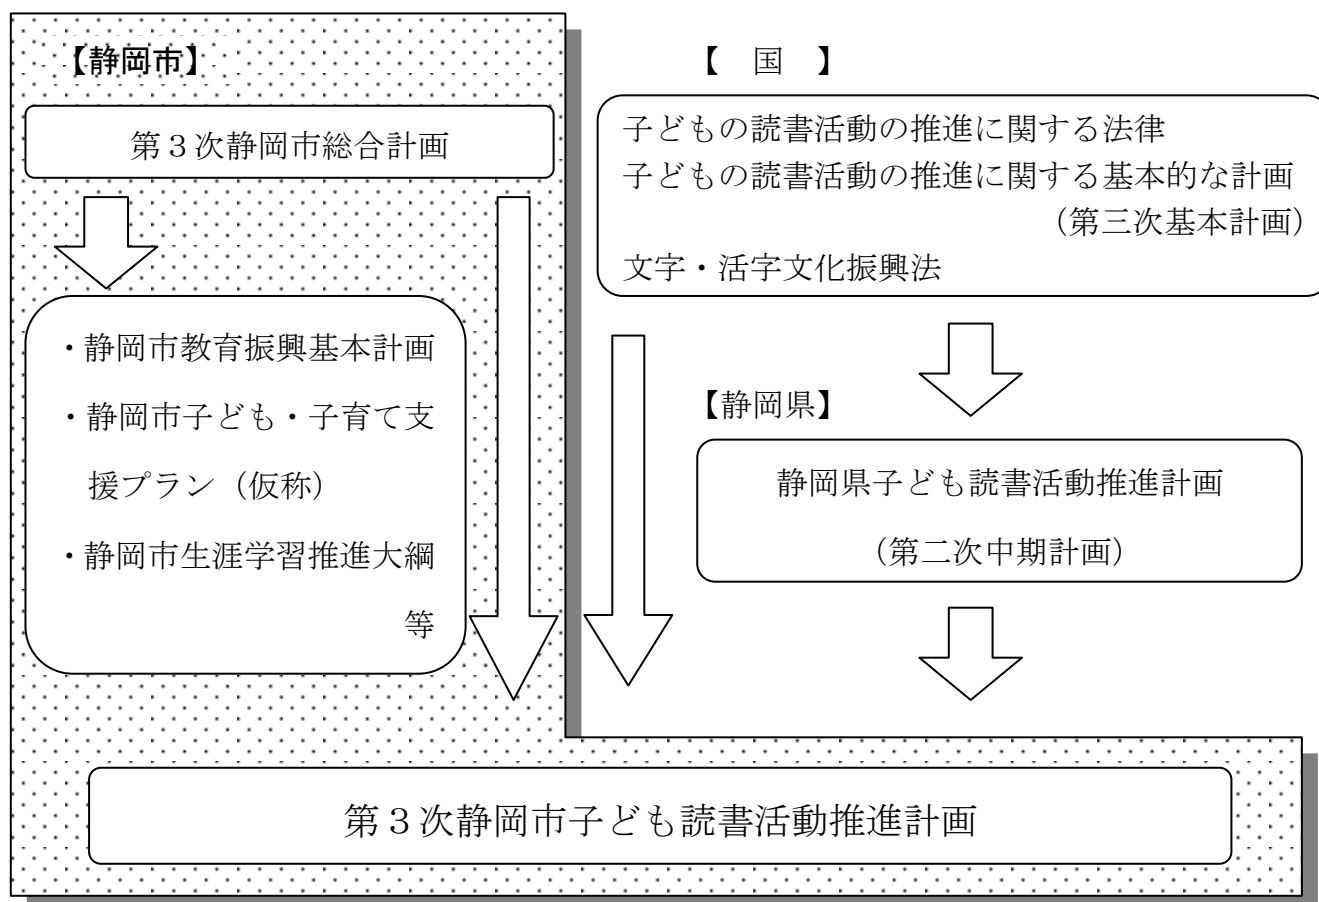 【静岡市】
第３次静岡市総合計画
・静岡市教育振興基本計画
・静岡市子ども・子育て支
援プラン（仮称）
・静岡市生涯学習推進大綱
等
【　国　】
子どもの読書活動の推進に関する法律
子どもの読書活動の推進に関する基本的な計画
（第三次基本計画）
文字・活字文化振興法
【静岡県】
静岡県子ども読書活動推進計画
（第二次中期計画）
第３次静岡市子ども読書活動推進計画